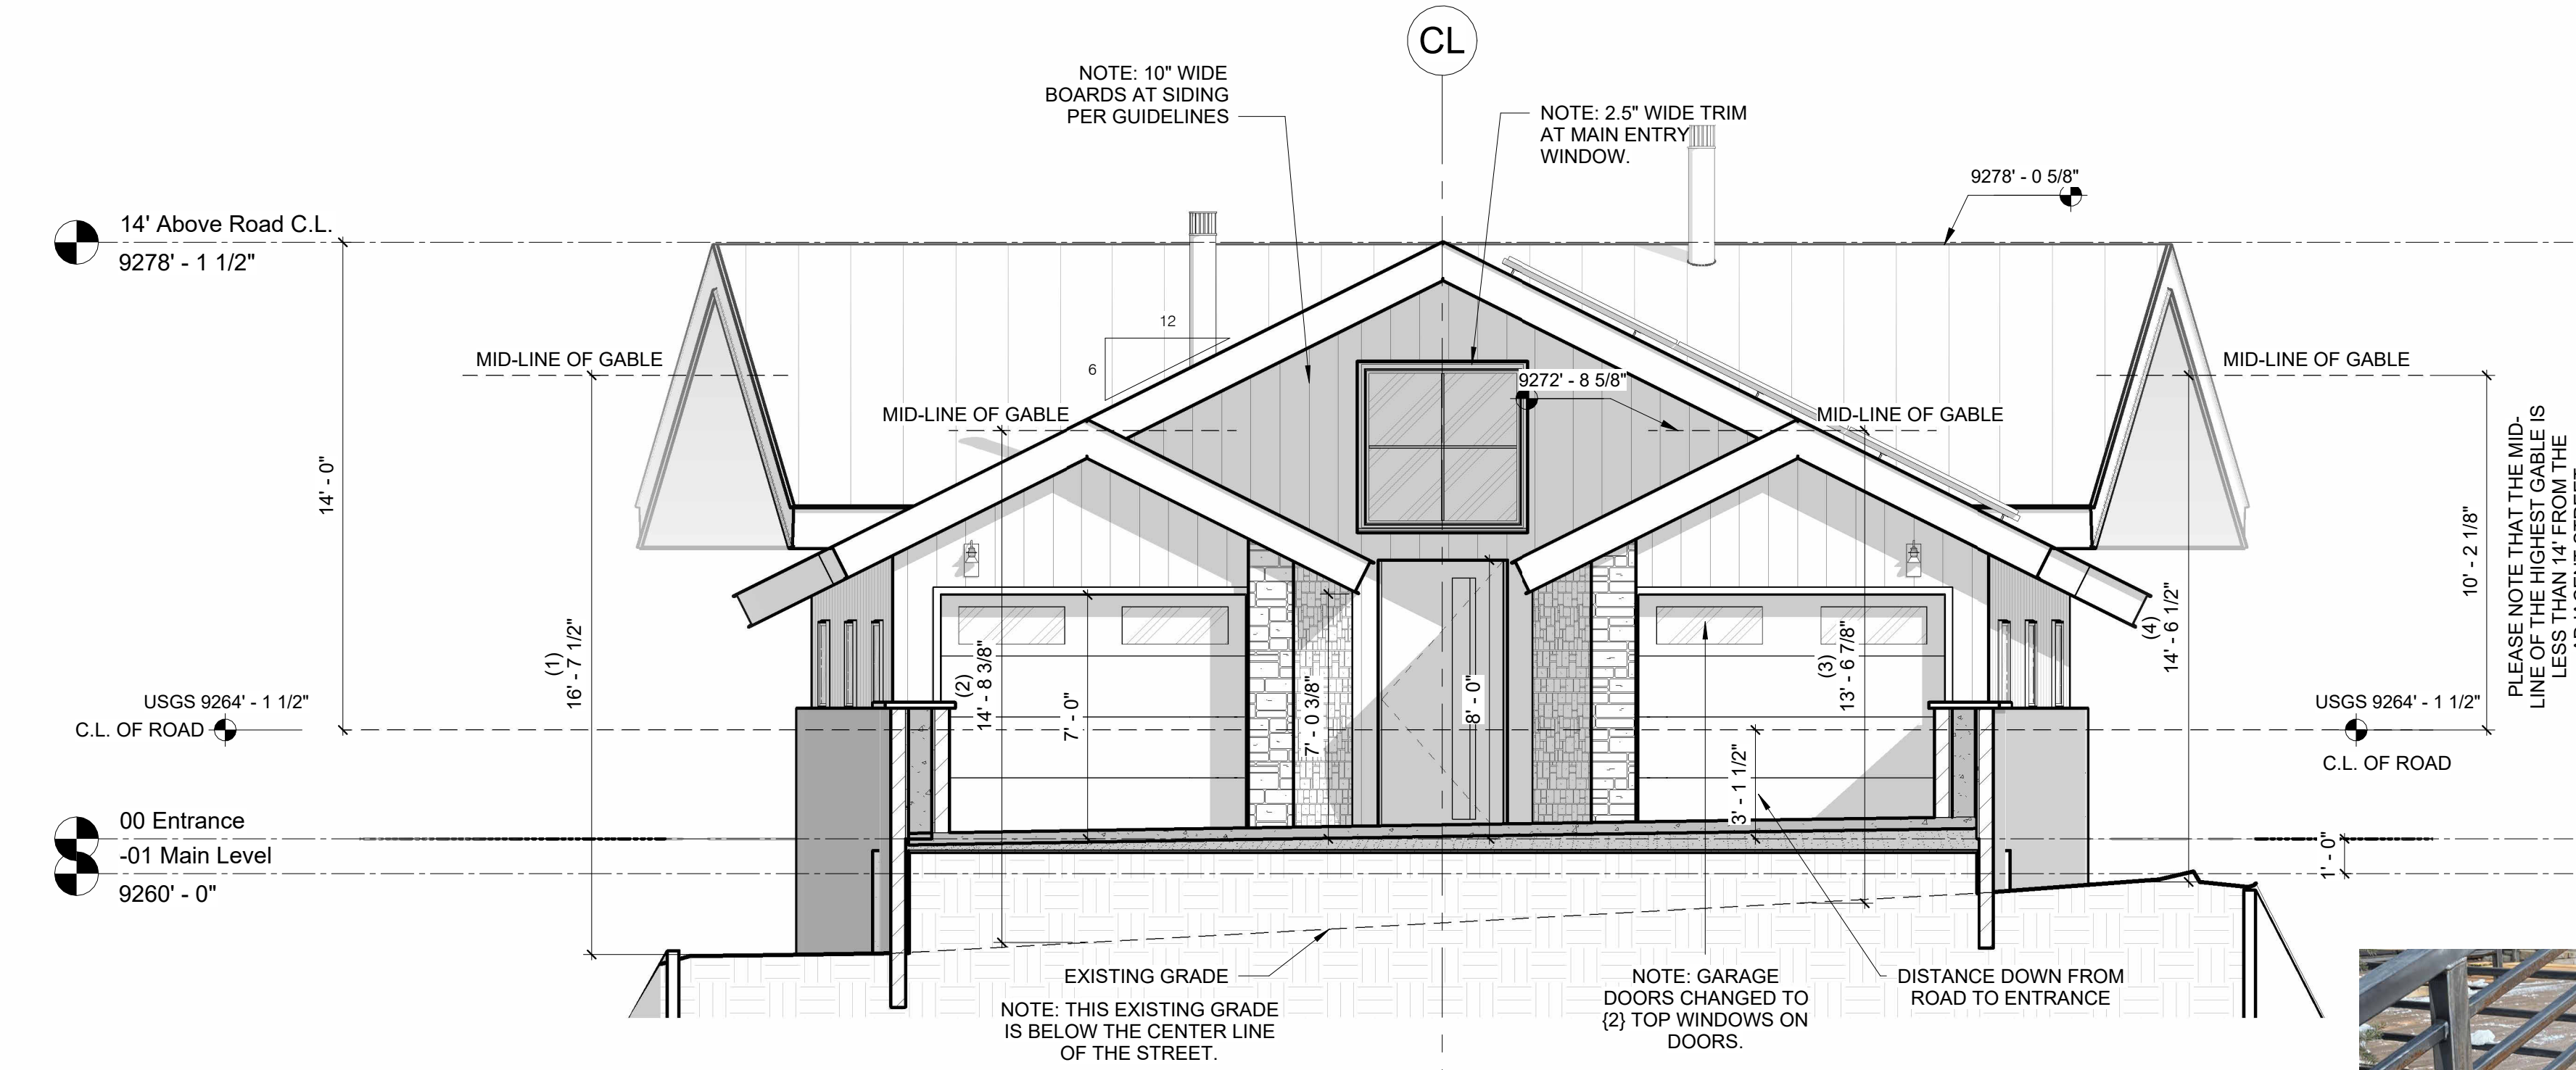 CL
NOTE: 10" WIDE
BOARDS AT SIDING
PER GUIDELINES
NOTE: 2.5" WIDE TRIM
AT MAIN ENTRY
WINDOW.
9278' - 0 5/8"
14' Above Road C.L.
9278' - 1 1/2"
12
6
MID-LINE OF GABLE
MID-LINE OF GABLE
9272' - 8 5/8"
MID-LINE OF GABLE
MID-LINE OF GABLE
14' - 0"
(1)
16' - 7 1/2"
(2)
14' - 8 3/8"
7' - 0"
7' - 0 3/8"
8' - 0"
3' - 1 1/2"
(3)
13' - 6 7/8"
(4)
14' - 6 1/2"
10' - 2 1/8"
PLEASE NOTE THAT THE MID-
LINE OF THE HIGHEST GABLE IS
LESS THAN 14' FROM THE
USGS 9264' - 1 1/2"
C.L. OF ROAD
USGS 9264' - 1 1/2"
C.L. OF ROAD
00 Entrance
-01 Main Level
9260' - 0"
1' - 0"
EXISTING GRADE
NOTE: THIS EXISTING GRADE
IS BELOW THE CENTER LINE
OF THE STREET.
NOTE: GARAGE
DOORS CHANGED TO
{2} TOP WINDOWS ON
DOORS.
DISTANCE DOWN FROM
ROAD TO ENTRANCE